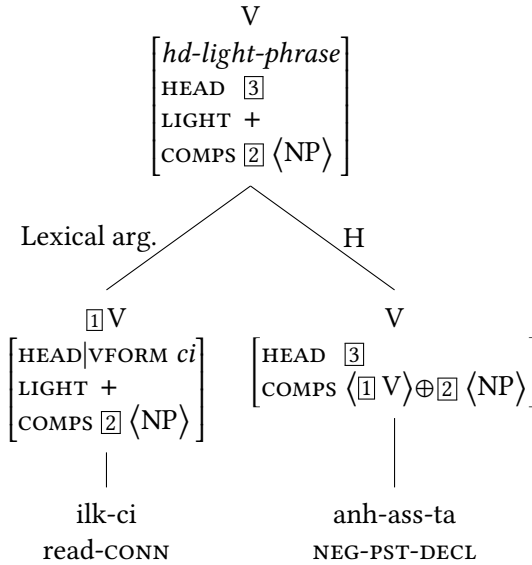 V
hd-light-phrase
HEAD 3
LIGHT +
COMPS 2 ⟨NP⟩
Lexical arg. H
1 V V
HEAD|VFORM ci HEAD 3
LIGHT + COMPS ⟨1 V⟩⊕2 ⟨NP⟩
COMPS 2 ⟨NP⟩
ilk-ci anh-ass-ta
read-CONN NEG-PST-DECL